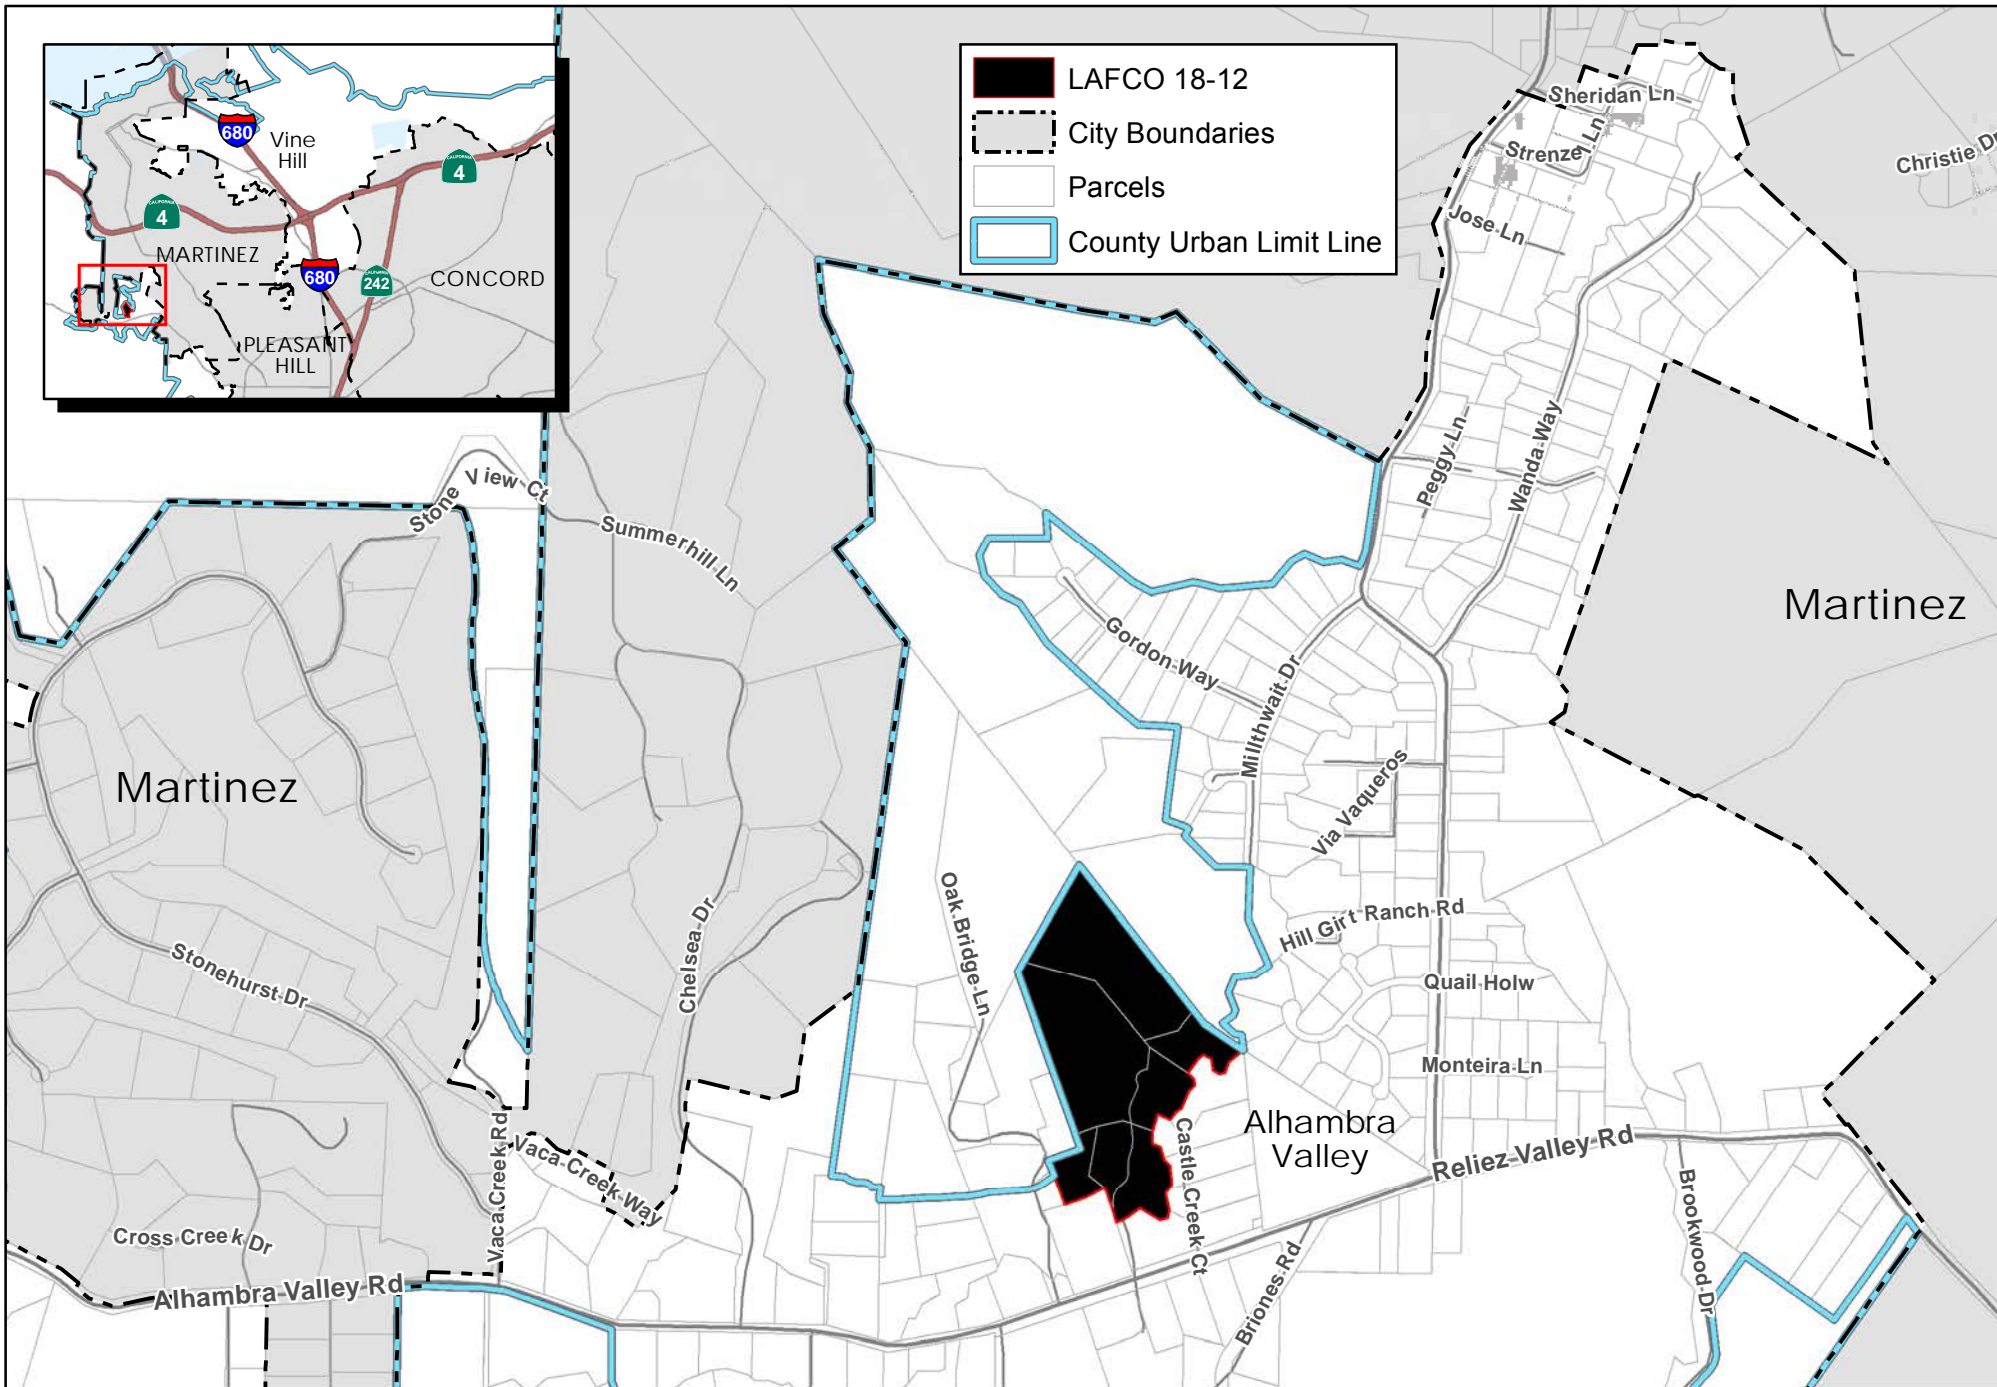 LAFCO 18-12
City Boundaries
Parcels
County Urban Limit Line
680
Vine
Hill
CALIFORNIA
4
CALIFORNIA
4
MARTINEZ
680
CALIFORNIA
242
CONCORD
PLEASANT
HILL
Sheridan Ln
Strenzel Ln
Christie Dr
Jose Ln
Peggy Ln
Wanda Way
Stone View Ct
Summerhill Ln
Martinez
Gordon Way
Millthwait Dr
Martinez
Via Vaqueros
Oak Bridge Ln
Chelsea Dr
Hill Girt Ranch Rd
Stonehurst Dr
Quail Holw
Monteira Ln
Alhambra
Valley
Castle Creek Ct
Reliez Valley Rd
Vaca Creek Rd
Vaca Creek Way
Brookwood Dr
Cross Creek Dr
Briones Rd
Alhambra Valley Rd